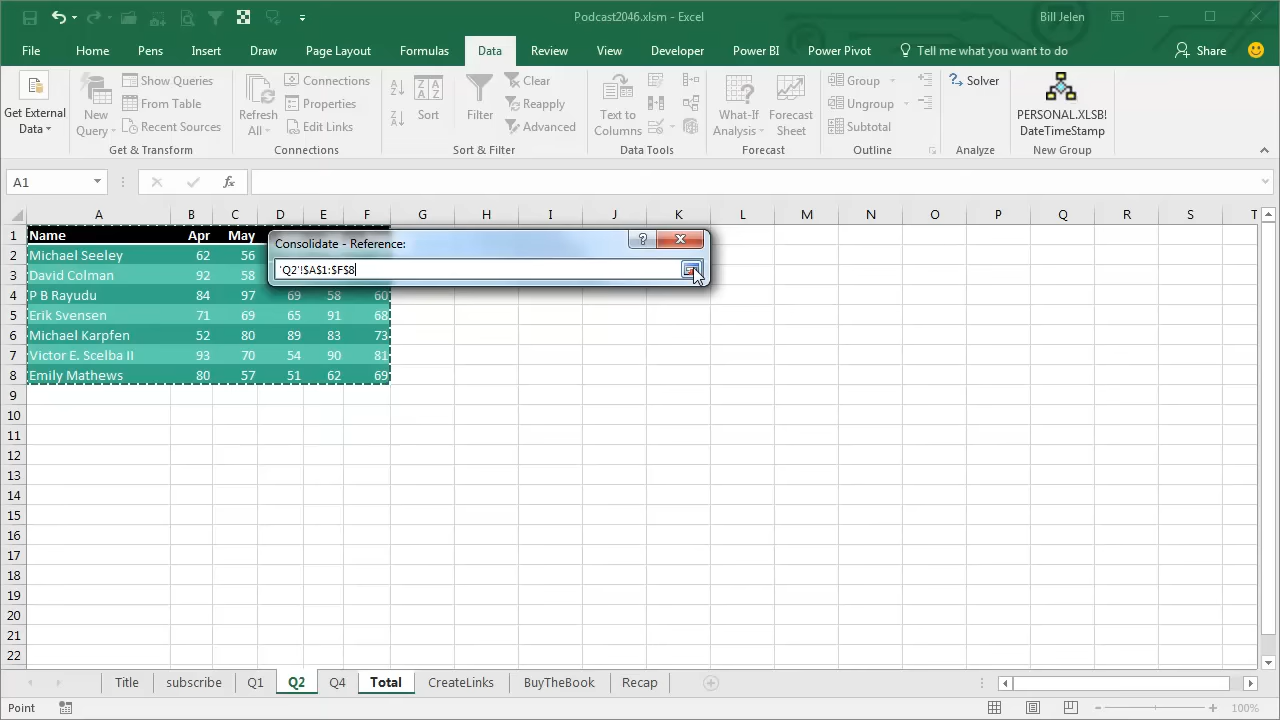 Podcast2046.xlsm - Excel
Bill Jelen
File Home Pens Insert Draw Page Layout Formulas Data Review View Developer Power BI Power Pivot Tell me what you want to do Share
Get External Data
New Query
Show Queries
From Table
Recent Sources
Get & Transform
Refresh All
Connections
Properties
Edit Links
Connections
Sort
Filter
Clear
Reapply
Advanced
Sort & Filter
Text to Columns
Data Tools
What-If Analysis
Forecast Sheet
Forecast
Group
Ungroup
Subtotal
Outline
Solver
Analyze
PERSONAL.XLSB! DateTimeStamp
New Group
A1
fx
A B C D E F G H I J K L M N O P Q R S T
1 Name Apr May
Consolidate - Reference:
?
'Q2'!$A$1:$F$8
2 Michael Seeley 62 56
3 David Colman 92 58
4 P B Rayudu 84 97 69 58 60
5 Erik Svensen 71 69 65 91 68
6 Michael Karpfen 52 80 89 83 73
7 Victor E. Scelba II 93 70 54 90 81
8 Emily Mathews 80 57 51 62 69
9
10
11
12
13
14
15
16
17
18
19
20
21
22
Title subscribe Q1 Q2 Q4 Total CreateLinks BuyTheBook Recap
Point
100%